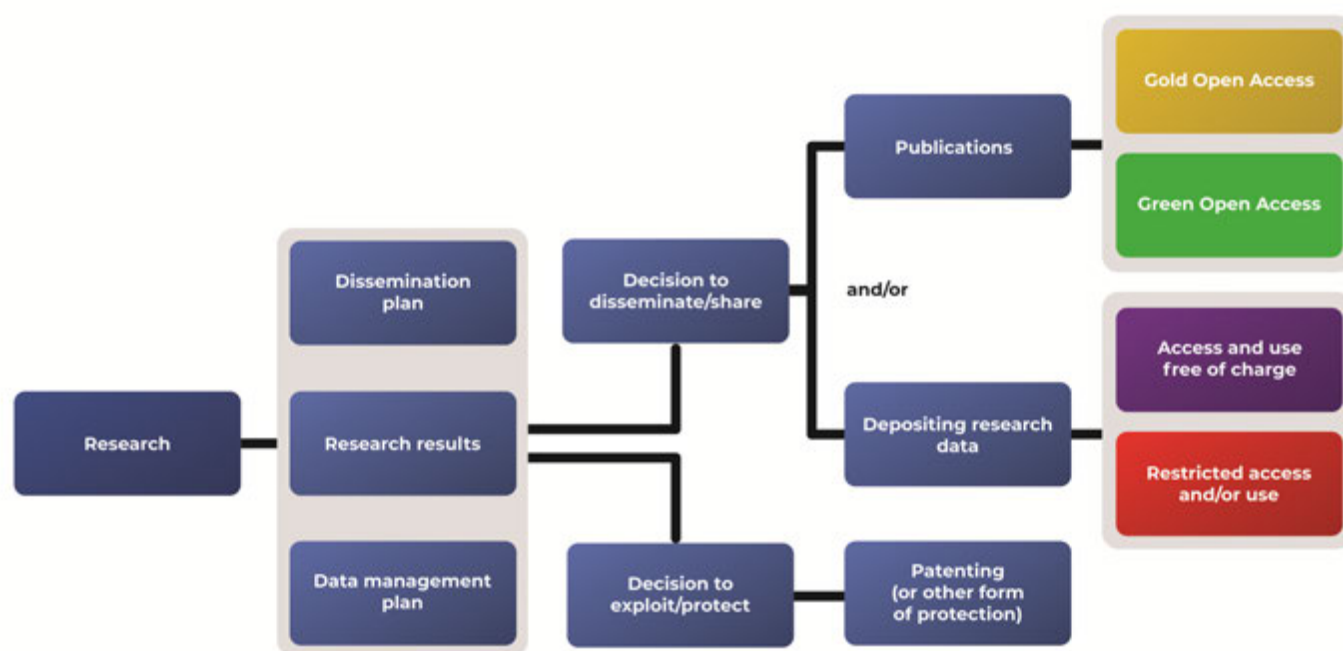 Research
Dissemination
plan
Research results
Data management
plan
Decision to
disseminate/share
Decision to
exploit/protect
Publications
and/or
Depositing research
data
Patenting
(or other form
of protection)
Gold Open Access
Green Open Access
Access and use
free of charge
Restricted access
and/or use